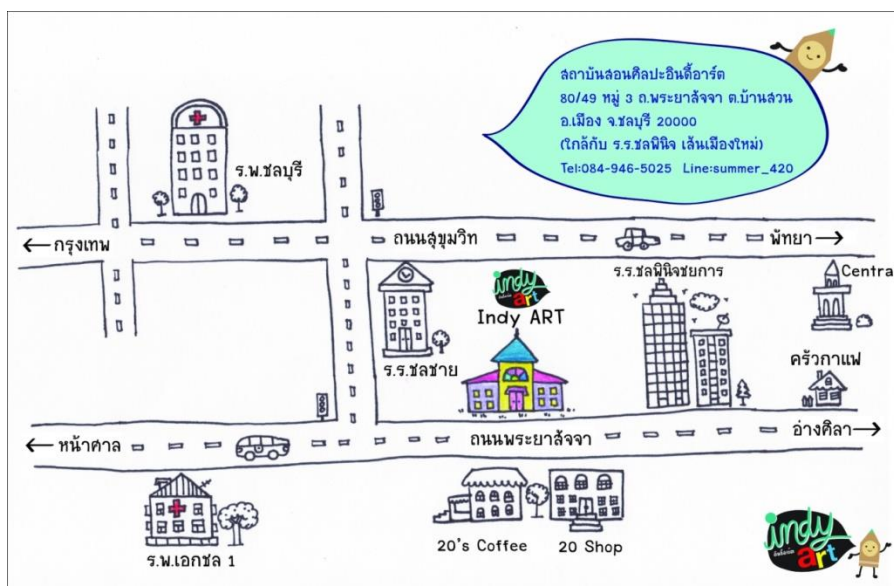 สถาบันสอนศิลปะอินดี้อาร์ต
80/49 หมู่ 3 ถ.พระยาสัจจา ต.บ้านสวน
อ.เมือง จ.ชลบุรี 20000
(ใกล้กับ ร.ร.ชลพินิจ เส้นเมืองใหม่)
Tel:084-946-5025 Line:summer_420
ร.พ.ชลบุรี
กรุงเทพ
ถนนสุขุมวิท
พัทยา
ร.ร.ชลพินิจชยการ
Centra
indy
art
Indy ART
ร.ร.ชลชาย
ครัวกาแฟ
หน้าศาล
ถนนพระยาสัจจา
อ่างศิลา
ร.พ.เอกชล 1
20's Coffee
20 Shop
indy
art